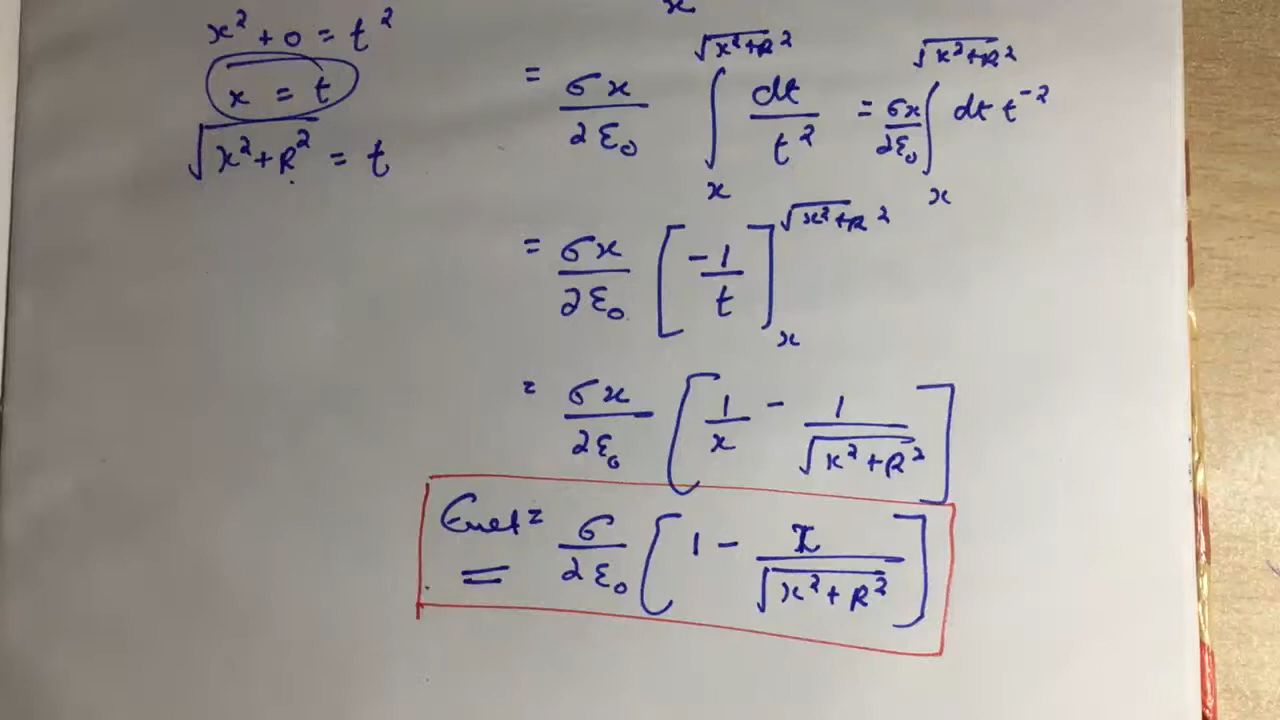 x
x² + 0 = t²
x = t
√(x²+R²) = t
= σx/2ε₀ ∫ₓ^√(x²+R²) dt/t² = σx/2ε₀ ∫ₓ^√(x²+R²) dt t⁻²
= σx/2ε₀ [-1/t]ₓ^√(x²+R²)
= σx/2ε₀ [1/x - 1/√(x²+R²)]
Enet = σ/2ε₀ [1 - x/√(x²+R²)]